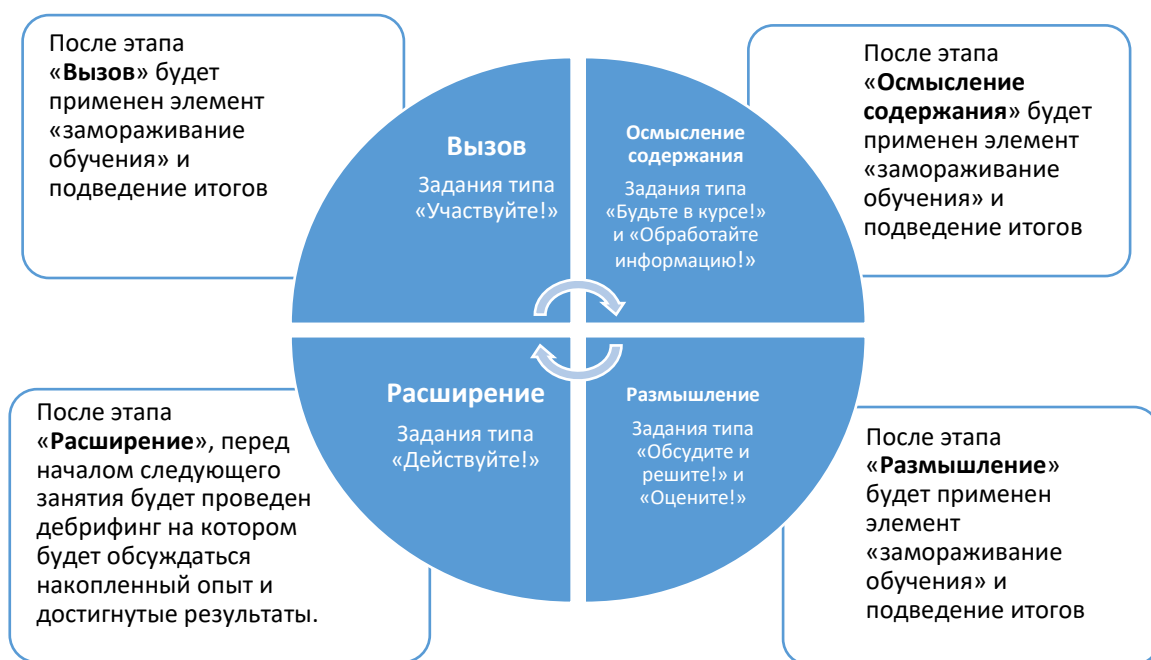 После этапа
«Вызов» будет
применен элемент
«замораживание
обучения» и
подведение итогов
Вызов
Задания типа
«Участвуйте!»
Осмысление
содержания
Задания типа
«Будьте в курсе!»
и «Обработайте
информацию!»
После этапа
«Осмысление
содержания» будет
применен элемент
«замораживание
обучения» и
подведение итогов
После этапа
«Расширение», перед
началом следующего
занятия будет проведен
дебрифинг на котором
будет обсуждаться
накопленный опыт и
достигнутые результаты.
Расширение
Задания типа
«Действуйте!»
Размышление
Задания типа
«Обсудите и
решите!» и
«Оцените!»
После этапа
«Размышление»
будет применен
элемент
«замораживание
обучения» и
подведение итогов